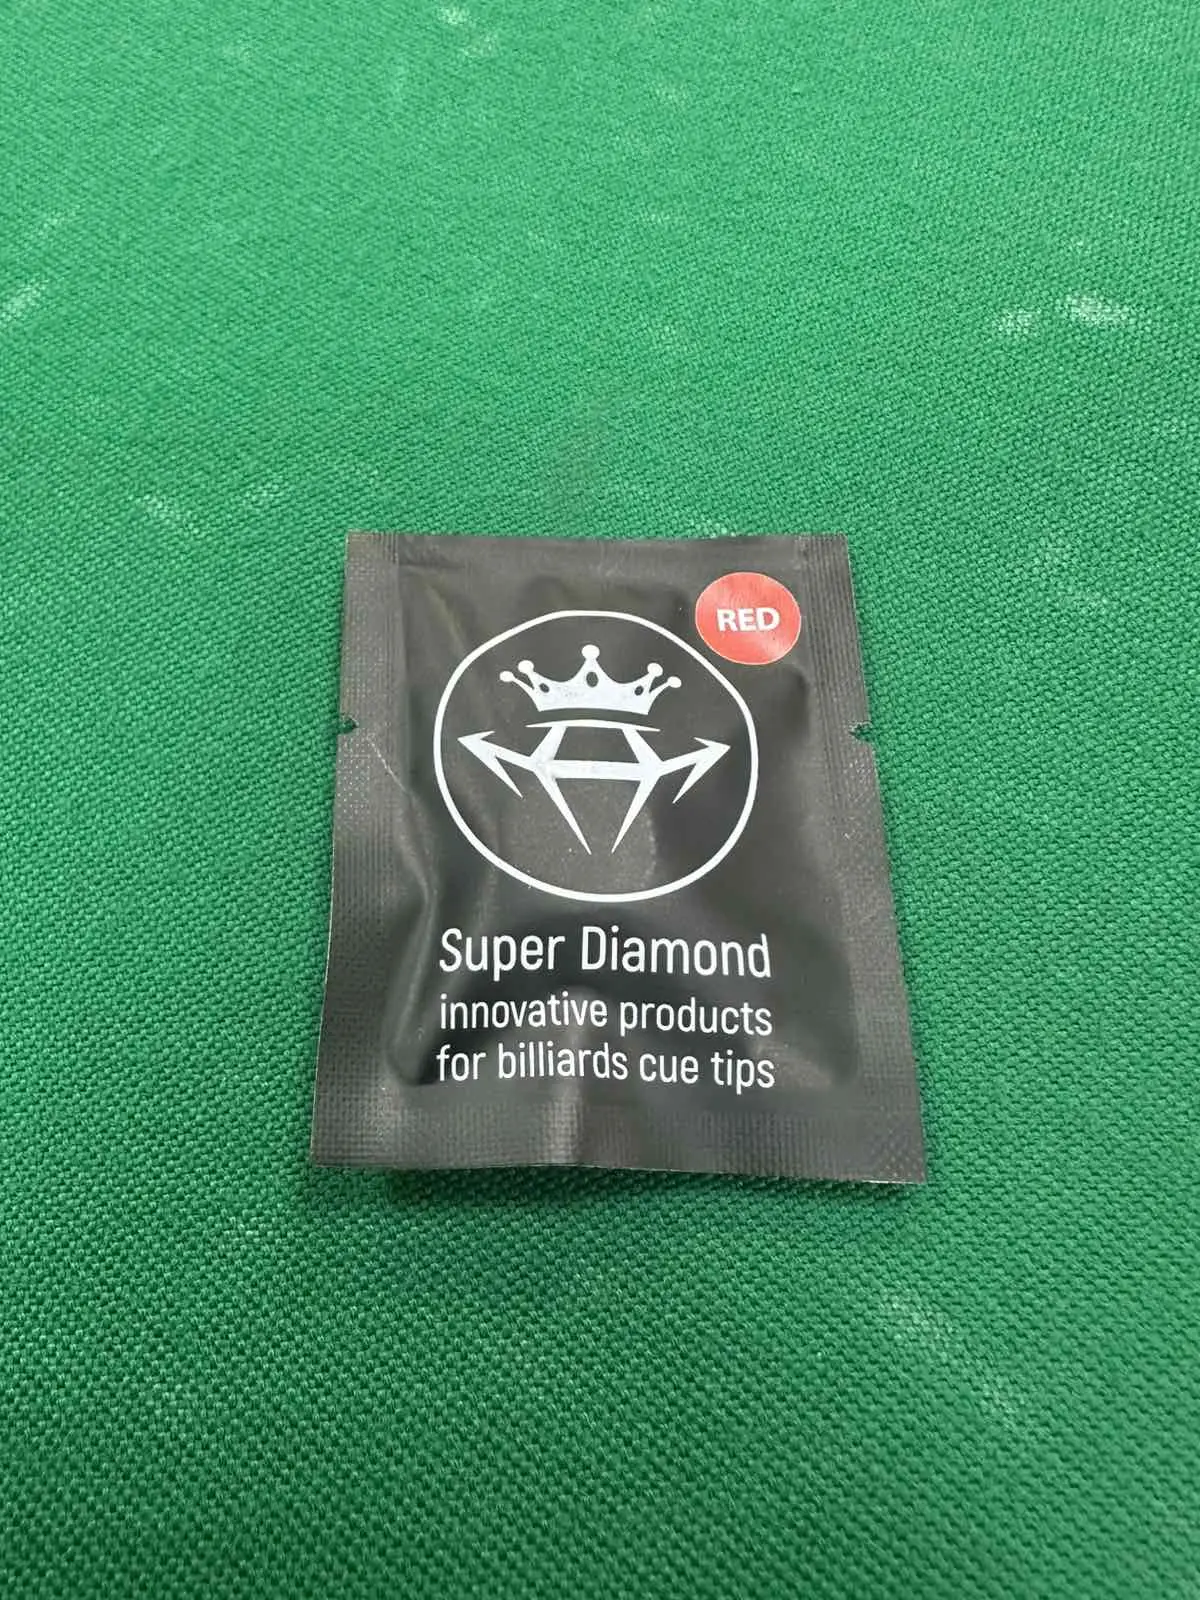 RED
Super Diamond
innovative products
for billiards cue tips